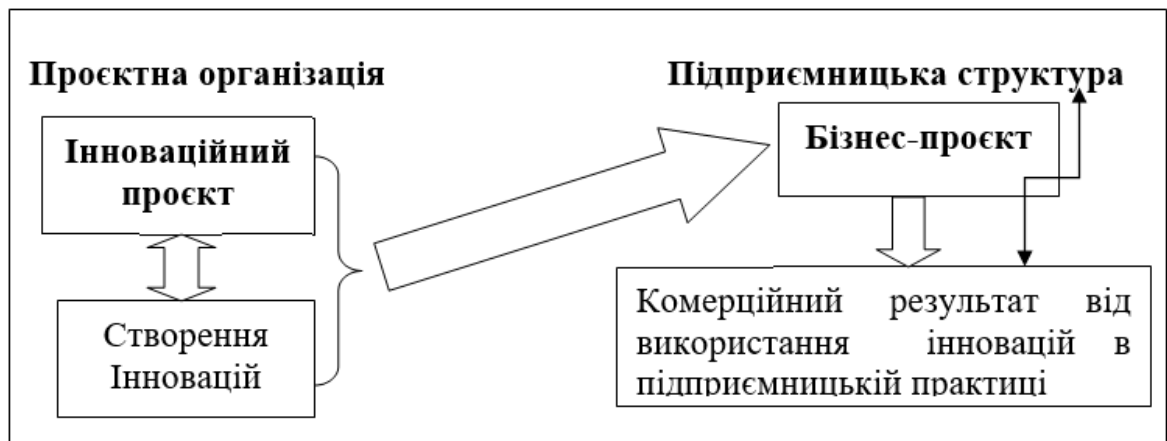 Проєктна організація
Підприємницька структура
Інноваційний
проєкт
Бізнес-проєкт
Створення
Інновацій
Комерційний результат від
використання інновацій в
підприємницькій практиці